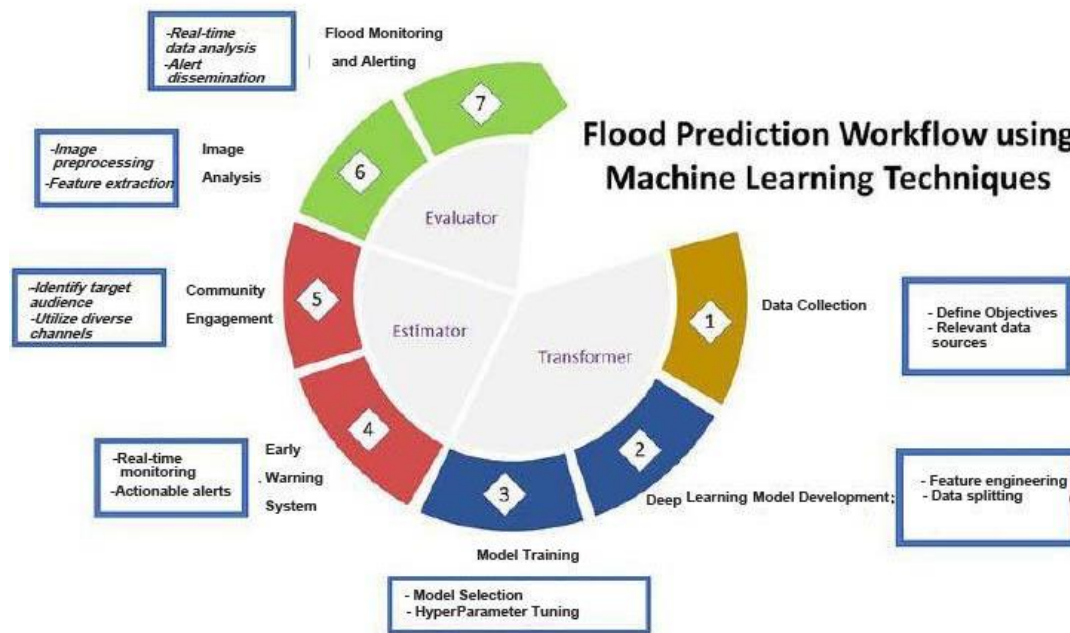 Flood Prediction Workflow using
Machine Learning Techniques
-Real-time
data analysis
-Alert
dissemination
Flood Monitoring
and Alerting
7
-Image
preprocessing
-Feature extraction
Image
Analysis
6
Evaluator
-Identify target
audience
-Utilize diverse
channels
Community
Engagement
5
Estimator
Transformer
1
Data Collection
- Define Objectives
- Relevant data
sources
-Real-time
monitoring
-Actionable alerts
Early
. Warning
System
4
3
2
Deep Learning Model Development;
- Feature engineering
- Data splitting
Model Training
- Model Selection
- HyperParameter Tuning